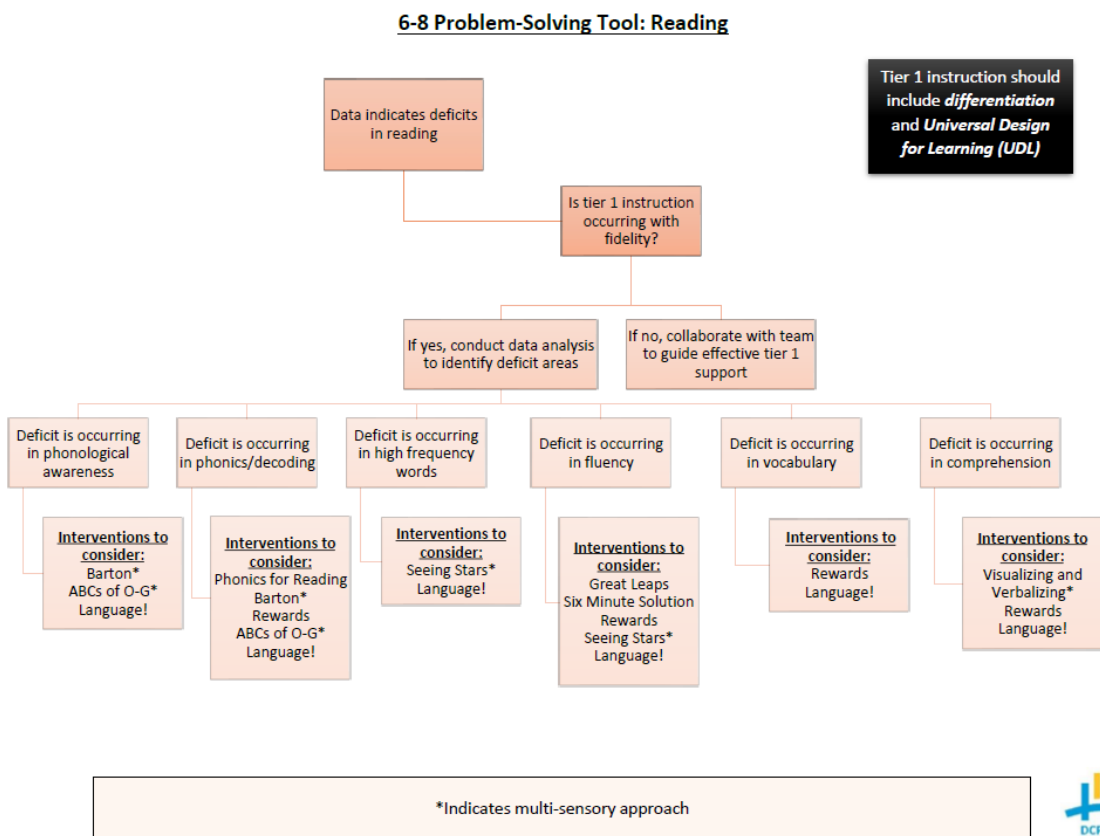 6-8 Problem-Solving Tool: Reading
Tier 1 instruction should
include differentiation
and Universal Design
for Learning (UDL)
Data indicates deficits
in reading
Is tier 1 instruction
occurring with
fidelity?
If yes, conduct data analysis
to identify deficit areas
If no, collaborate with team
to guide effective tier 1
support
Deficit is occurring
in phonological
awareness
Deficit is occurring
in phonics/decoding
Deficit is occurring
in high frequency
words
Deficit is occurring
in fluency
Deficit is occurring
in vocabulary
Deficit is occurring
in comprehension
Interventions to
consider:
Barton*
ABCs of O-G*
Language!
Interventions to
consider:
Phonics for Reading
Barton*
Rewards
ABCs of O-G*
Language!
Interventions to
consider:
Seeing Stars*
Language!
Interventions to
consider:
Great Leaps
Six Minute Solution
Rewards
Seeing Stars*
Language!
Interventions to
consider:
Rewards
Language!
Interventions to
consider:
Visualizing and
Verbalizing*
Rewards
Language!
*Indicates multi-sensory approach